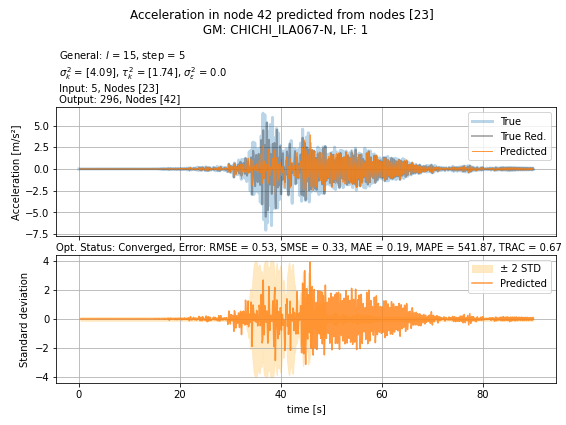 Acceleration in node 42 predicted from nodes [23]
GM: CHICHI_ILA067-N, LF: 1
General: l = 15, step = 5
σ²ₖ = [4.09], τ²ₖ = [1.74], σ²ε = 0.0
Input: 5, Nodes [23]
Output: 296, Nodes [42]
Acceleration [m/s²]
5.0
2.5
0.0
−2.5
−5.0
−7.5
True
True Red.
Predicted
Opt. Status: Converged, Error: RMSE = 0.53, SMSE = 0.33, MAE = 0.19, MAPE = 541.87, TRAC = 0.67
Standard deviation
4
2
0
−2
−4
± 2 STD
Predicted
0
20
40
60
80
time [s]